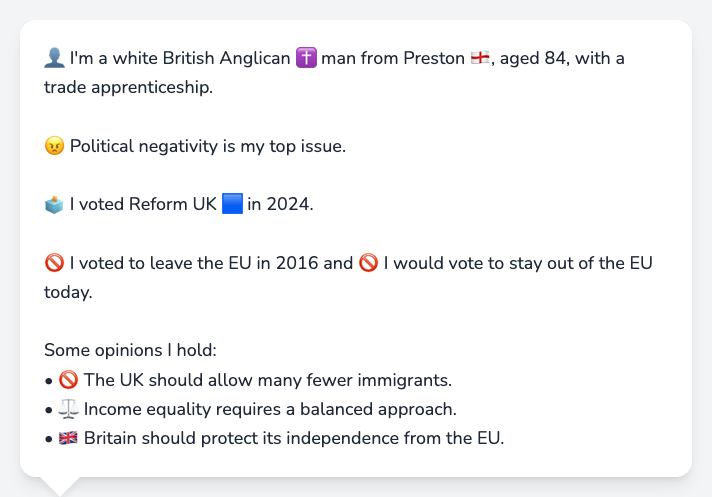 👤 I'm a white British Anglican ✝️ man from Preston 🏴󠁧󠁢󠁥󠁮󠁧󠁿, aged 84, with a
trade apprenticeship.
😠 Political negativity is my top issue.
🗳️ I voted Reform UK 🟦 in 2024.
🚫 I voted to leave the EU in 2016 and 🚫 I would vote to stay out of the EU
today.
Some opinions I hold:
• 🚫 The UK should allow many fewer immigrants.
• ⚖️ Income equality requires a balanced approach.
• 🇬🇧 Britain should protect its independence from the EU.